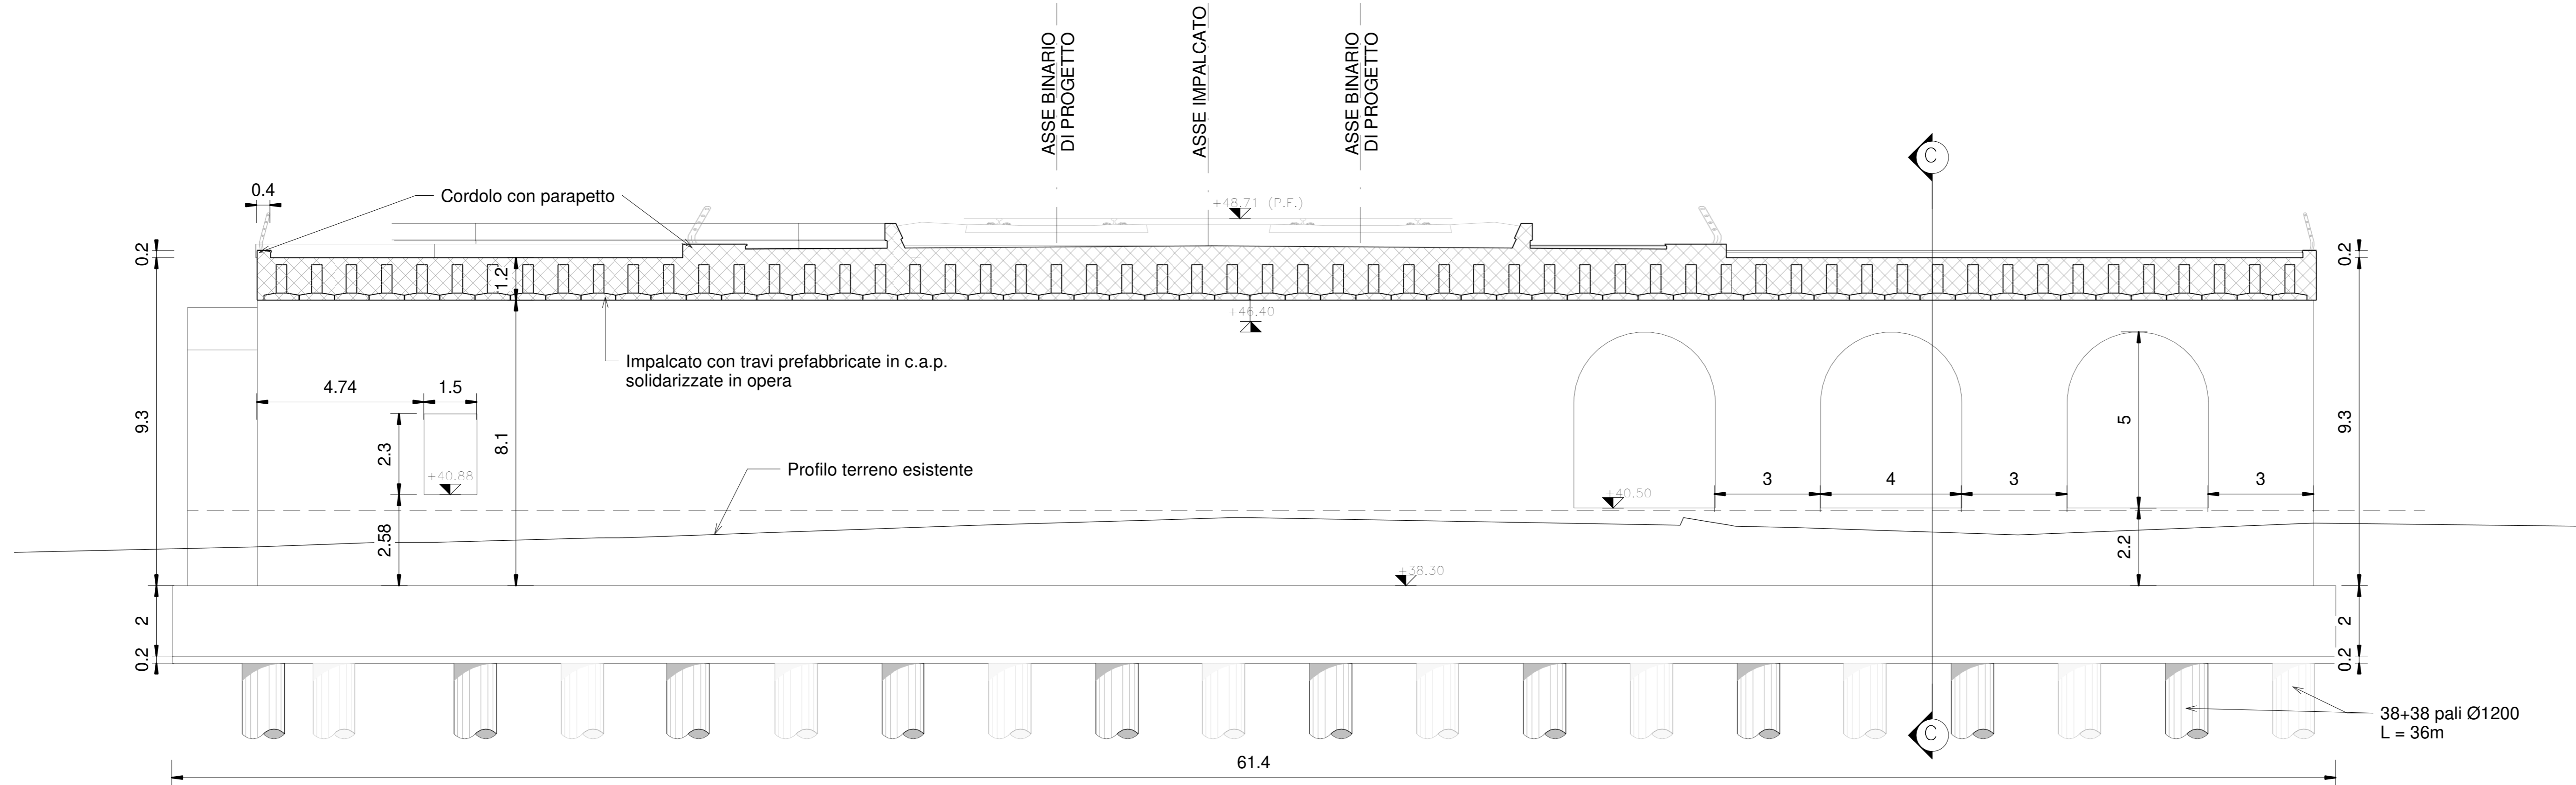 ASSE BINARIO
DI PROGETTO
ASSE IMPALCATO
ASSE BINARIO
DI PROGETTO
C
0.4
Cordolo con parapetto
+48.71 (P.F.)
0.2
0.2
1.2
+46.40
Impalcato con travi prefabbricate in c.a.p.
solidarizzate in opera
4.74
1.5
9.3
2.3
8.1
5
9.3
+40.88
Profilo terreno esistente
3
4
3
3
+40.50
2.58
2.2
+38.30
2
2
0.2
0.2
38+38 pali Ø1200
L = 36m
C
61.4